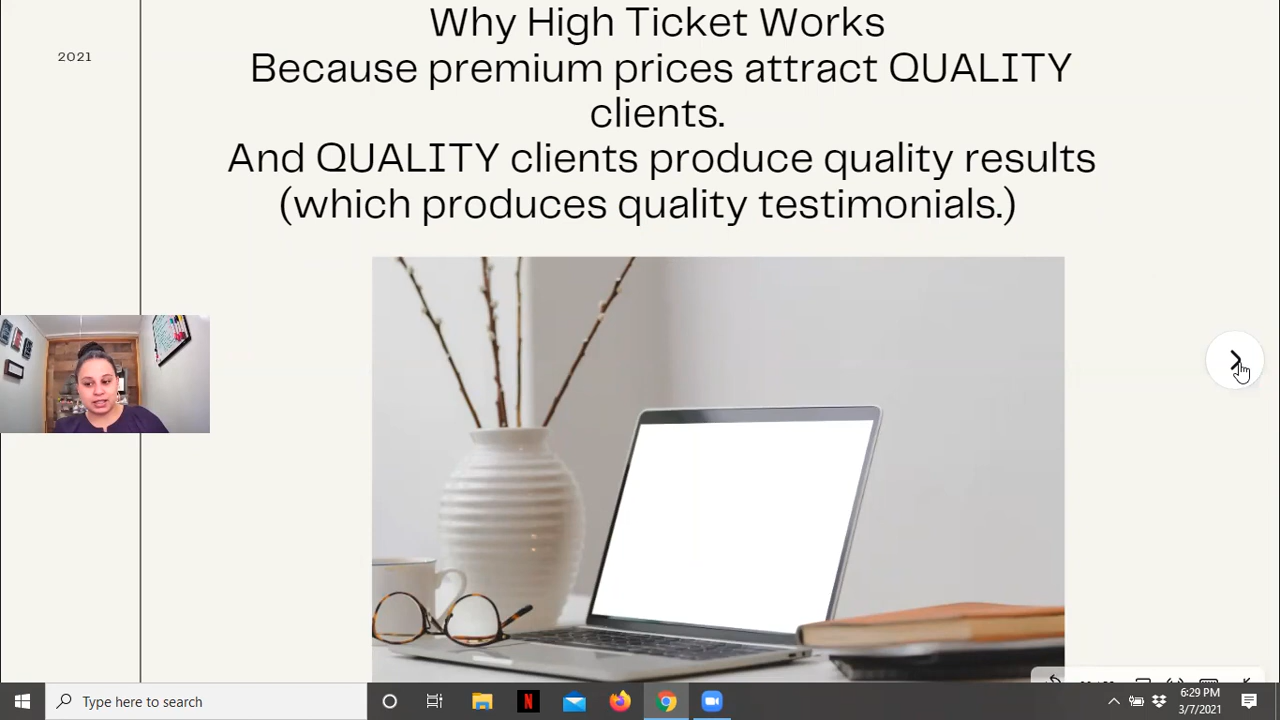 Why High Ticket Works
2021
Because premium prices attract QUALITY
clients.
And QUALITY clients produce quality results
(which produces quality testimonials.)
Type here to search
6:29 PM
3/7/2021